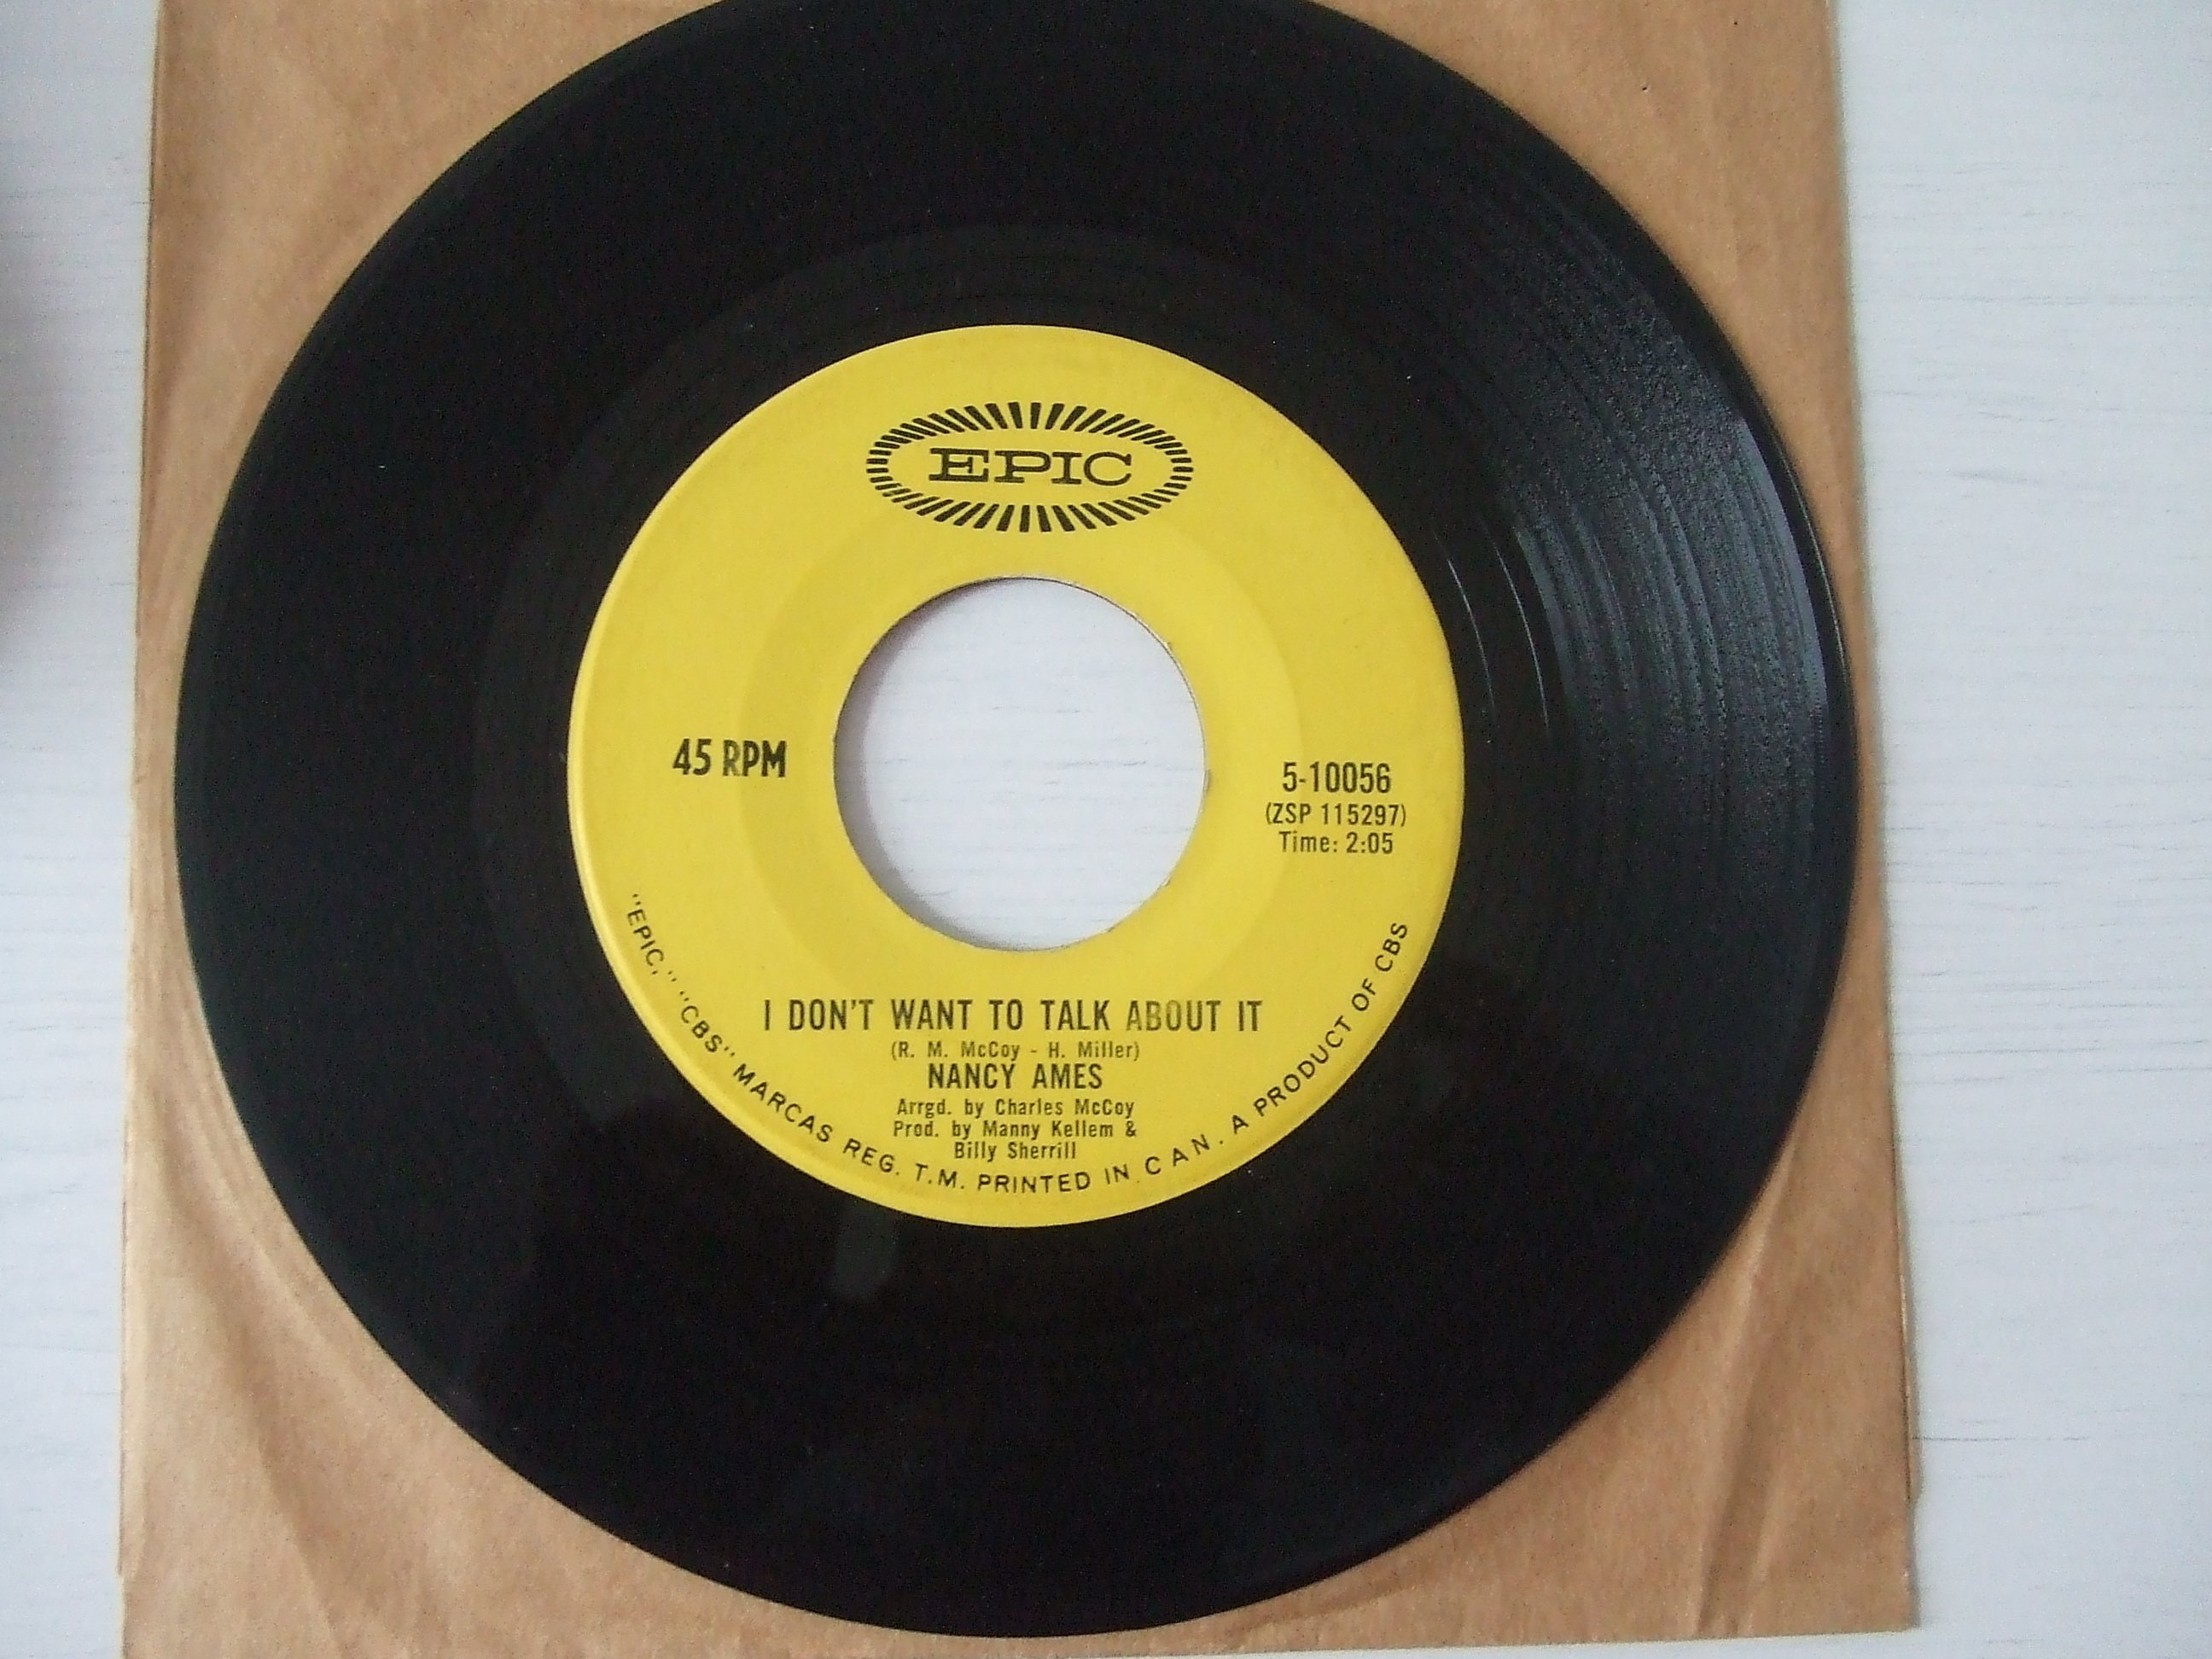 EPIC
45 RPM
5-10056
(ZSP 115297)
Time: 2:05
I DON'T WANT TO TALK ABOUT IT
(R. M. McCoy - H. Miller)
NANCY AMES
Arrgd. by Charles McCoy
Prod. by Manny Kellem &
Billy Sherrill
"EPIC," "CBS" MARCAS REG. T.M. PRINTED IN CAN. A PRODUCT OF CBS